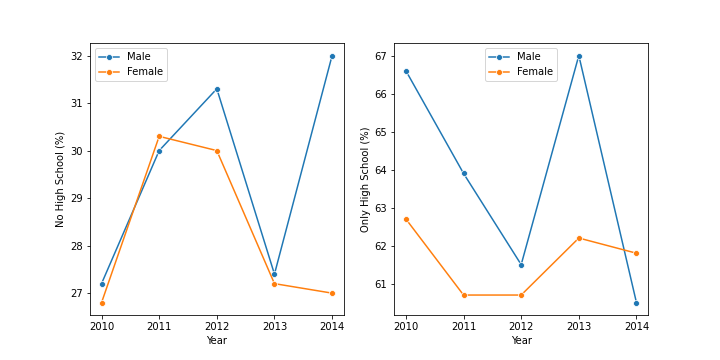 Male
Female
No High School (%)
32
31
30
29
28
27
2010
2011
2012
2013
2014
Year
Male
Female
Only High School (%)
67
66
65
64
63
62
61
2010
2011
2012
2013
2014
Year